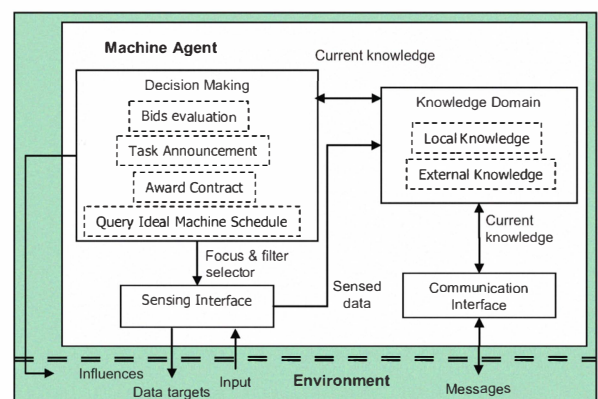 Machine Agent
Current knowledge
Decision Making
Bids evaluation
Task Announcement
Award Contract
Query Ideal Machine Schedule
Knowledge Domain
Local Knowledge
External Knowledge
Focus & filter
selector
Sensing Interface
Sensed
data
Current
knowledge
Communication
Interface
Influences
Data targets
Input
Environment
Messages